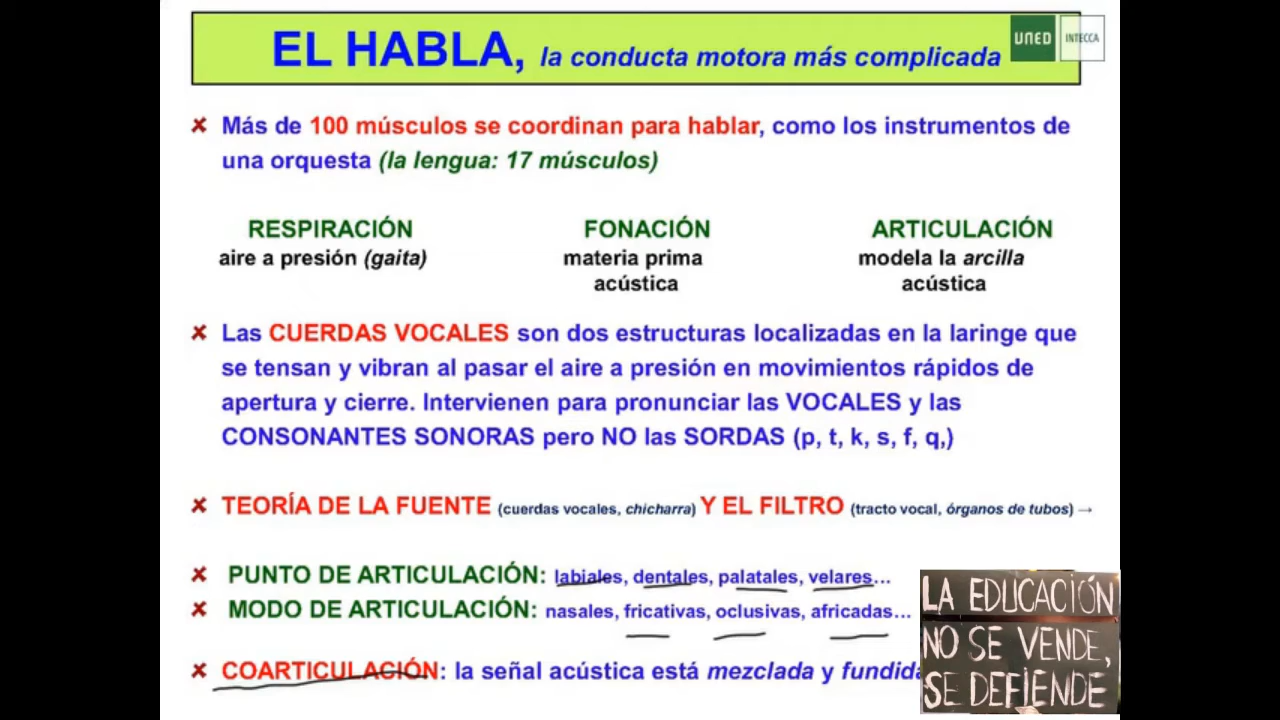 EL HABLA, la conducta motora más complicada
UNED INTECCA
✘ Más de 100 músculos se coordinan para hablar, como los instrumentos de
una orquesta (la lengua: 17 músculos)
RESPIRACIÓN FONACIÓN ARTICULACIÓN
aire a presión (gaita) materia prima modela la arcilla
acústica acústica
✘ Las CUERDAS VOCALES son dos estructuras localizadas en la laringe que
se tensan y vibran al pasar el aire a presión en movimientos rápidos de
apertura y cierre. Intervienen para pronunciar las VOCALES y las
CONSONANTES SONORAS pero NO las SORDAS (p, t, k, s, f, q,)
✘ TEORÍA DE LA FUENTE (cuerdas vocales, chicharra) Y EL FILTRO (tracto vocal, órganos de tubos) →
✘ PUNTO DE ARTICULACIÓN: labiales, dentales, palatales, velares...
✘ MODO DE ARTICULACIÓN: nasales, fricativas, oclusivas, africadas...
✘ COARTICULACIÓN: la señal acústica está mezclada y fundida
LA EDUCACIÓN
NO SE VENDE,
SE DEFIENDE